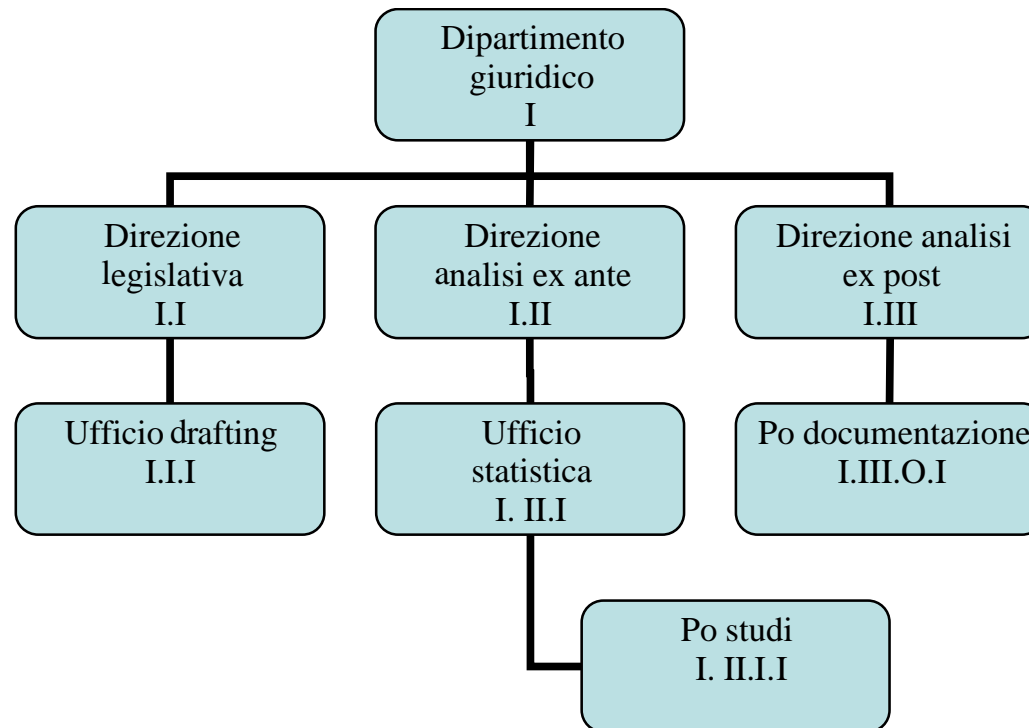 Dipartimento
giuridico
I
Direzione
legislativa
I.I
Direzione
analisi ex ante
I.II
Direzione analisi
ex post
I.III
Ufficio drafting
I.I.I
Ufficio
statistica
I. II.I
Po documentazione
I.III.O.I
Po studi
I. II.I.I